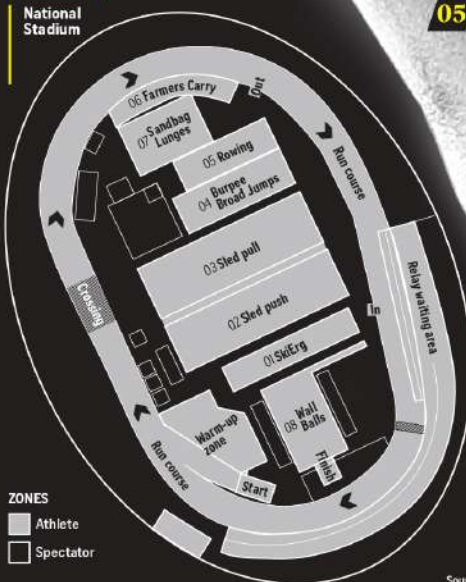 National
Stadium
05
06 Farmers Carry
Out
07 Sandbag
Lunges
05 Rowing
Run course
04 Burpee
Broad Jumps
03 Sled pull
Relay waiting area
Crossing
02 Sled push
In
01 SkiErg
Warm-up
zone
08 Wall
Balls
Run course
Start
Finish
ZONES
Athlete
Spectator